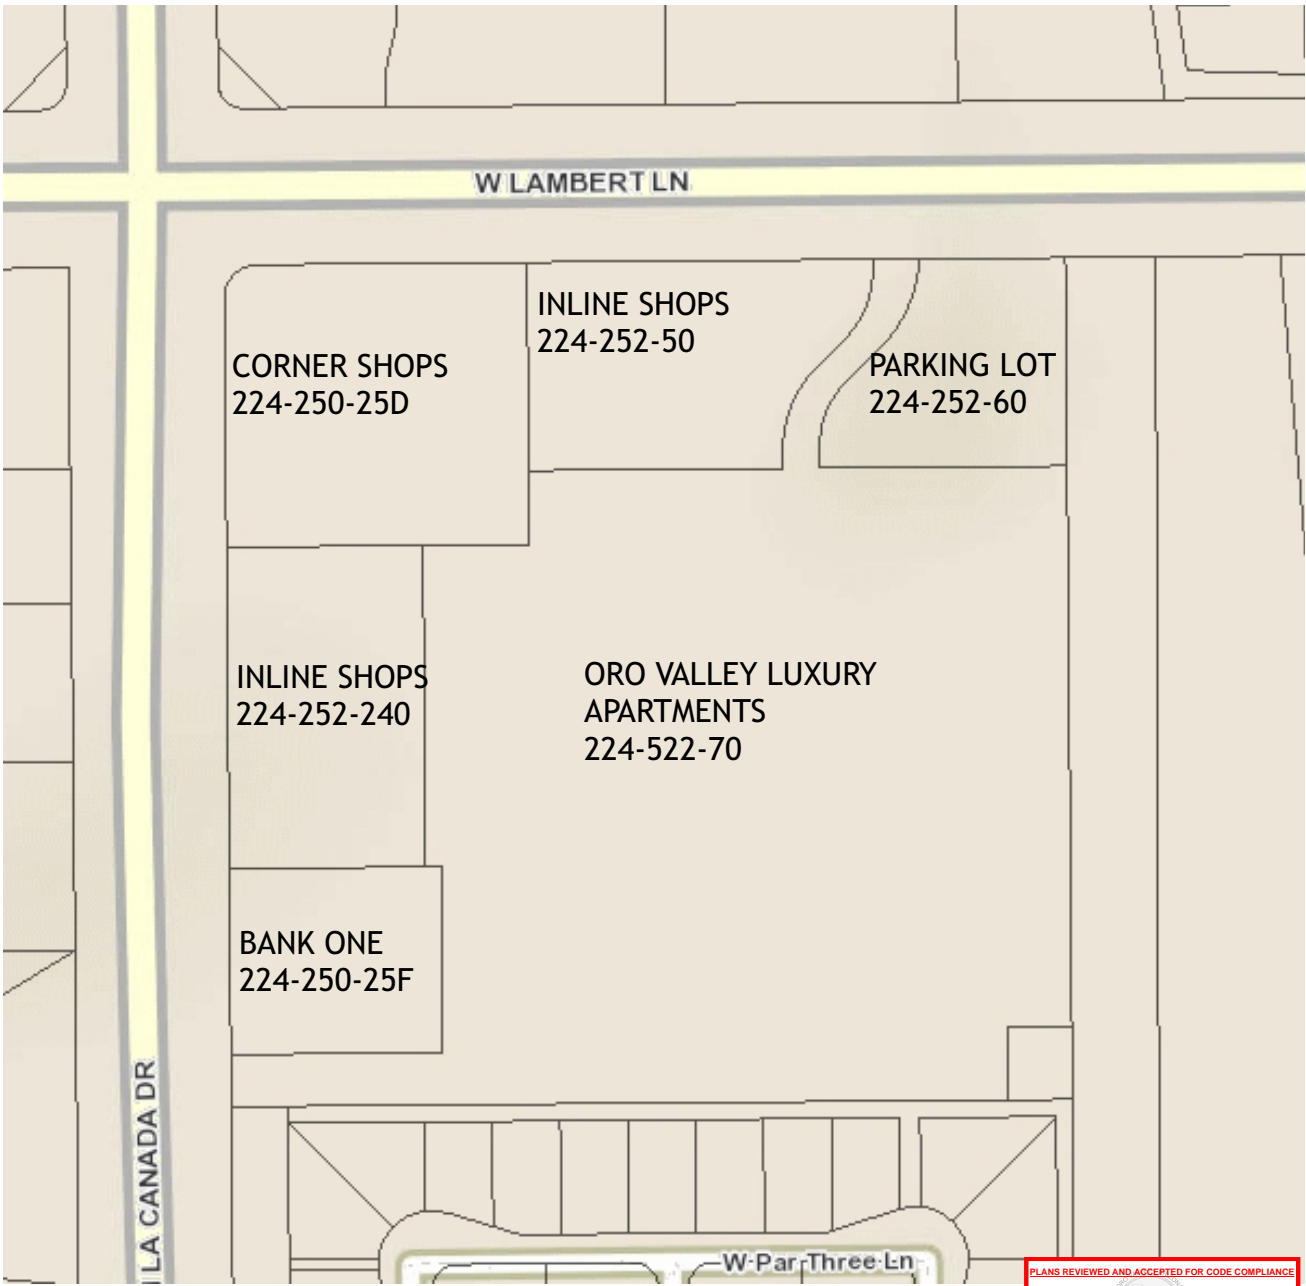 W LAMBERT LN
INLINE SHOPS
224-252-50
CORNER SHOPS
224-250-25D
PARKING LOT
224-252-60
INLINE SHOPS
224-252-240
ORO VALLEY LUXURY
APARTMENTS
224-522-70
BANK ONE
224-250-25F
LA CANADA DR
W Par Three Ln
PLANS REVIEWED AND ACCEPTED FOR CODE COMPLIANCE